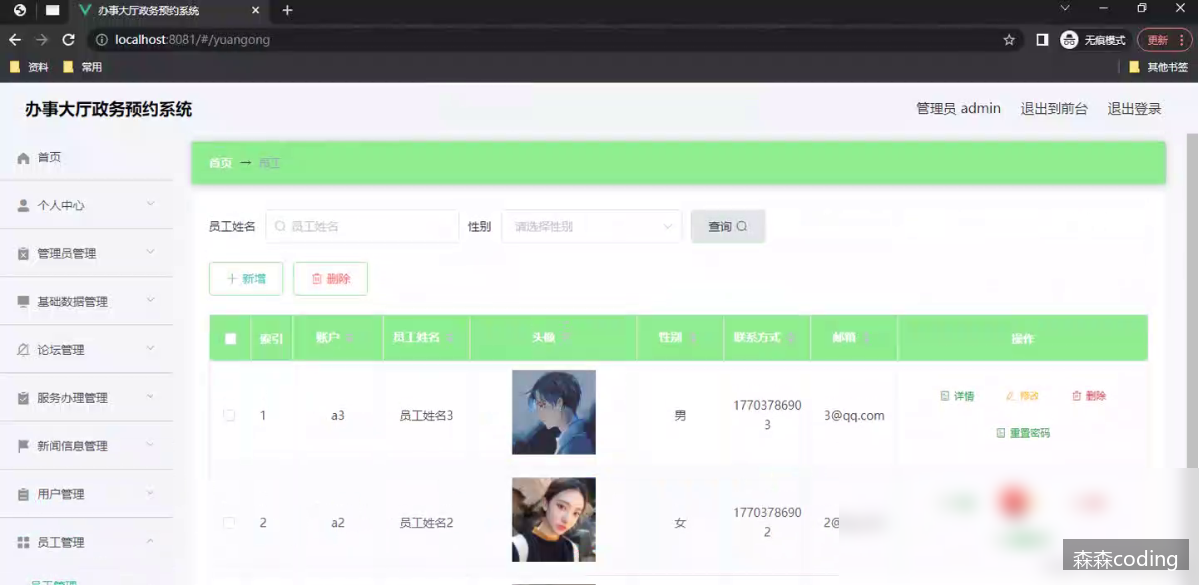 办事大厅政务预约系统
localhost:8081/#/yuangong
无痕模式
更新
资料
常用
其他书签
办事大厅政务预约系统
管理员 admin
退出到前台
退出登录
首页
个人中心
管理员管理
基础数据管理
论坛管理
服务办理管理
新闻信息管理
用户管理
员工管理
员工管理
首页 → 员工
员工姓名
员工姓名
性别
请选择性别
查询
新增
删除
索引 账户 员工姓名 头像 性别 联系方式 邮箱 操作
1 a3 员工姓名3 男 17703786903 3@qq.com 详情 修改 删除 重置密码
2 a2 员工姓名2 女 17703786902 2@
森森coding